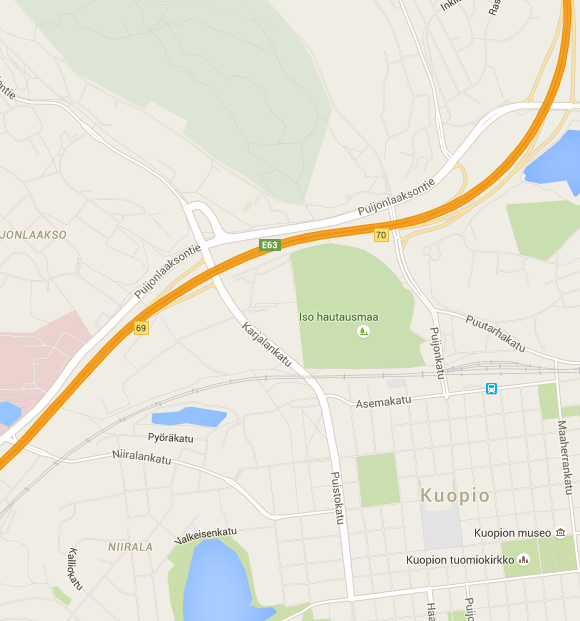 Puijonlaaksontie
70
E63
Puijonlaaksontie
69
Iso hautausmaa
Karjalankatu
Puijonkatu
Puutarhakatu
Asemakatu
Maaherrankatu
Pyöräkatu
Niiralankatu
Puistokatu
Kuopio
Valkeisenkatu
NIIRALA
Kalliokatu
Kuopion museo
Kuopion tuomiokirkko